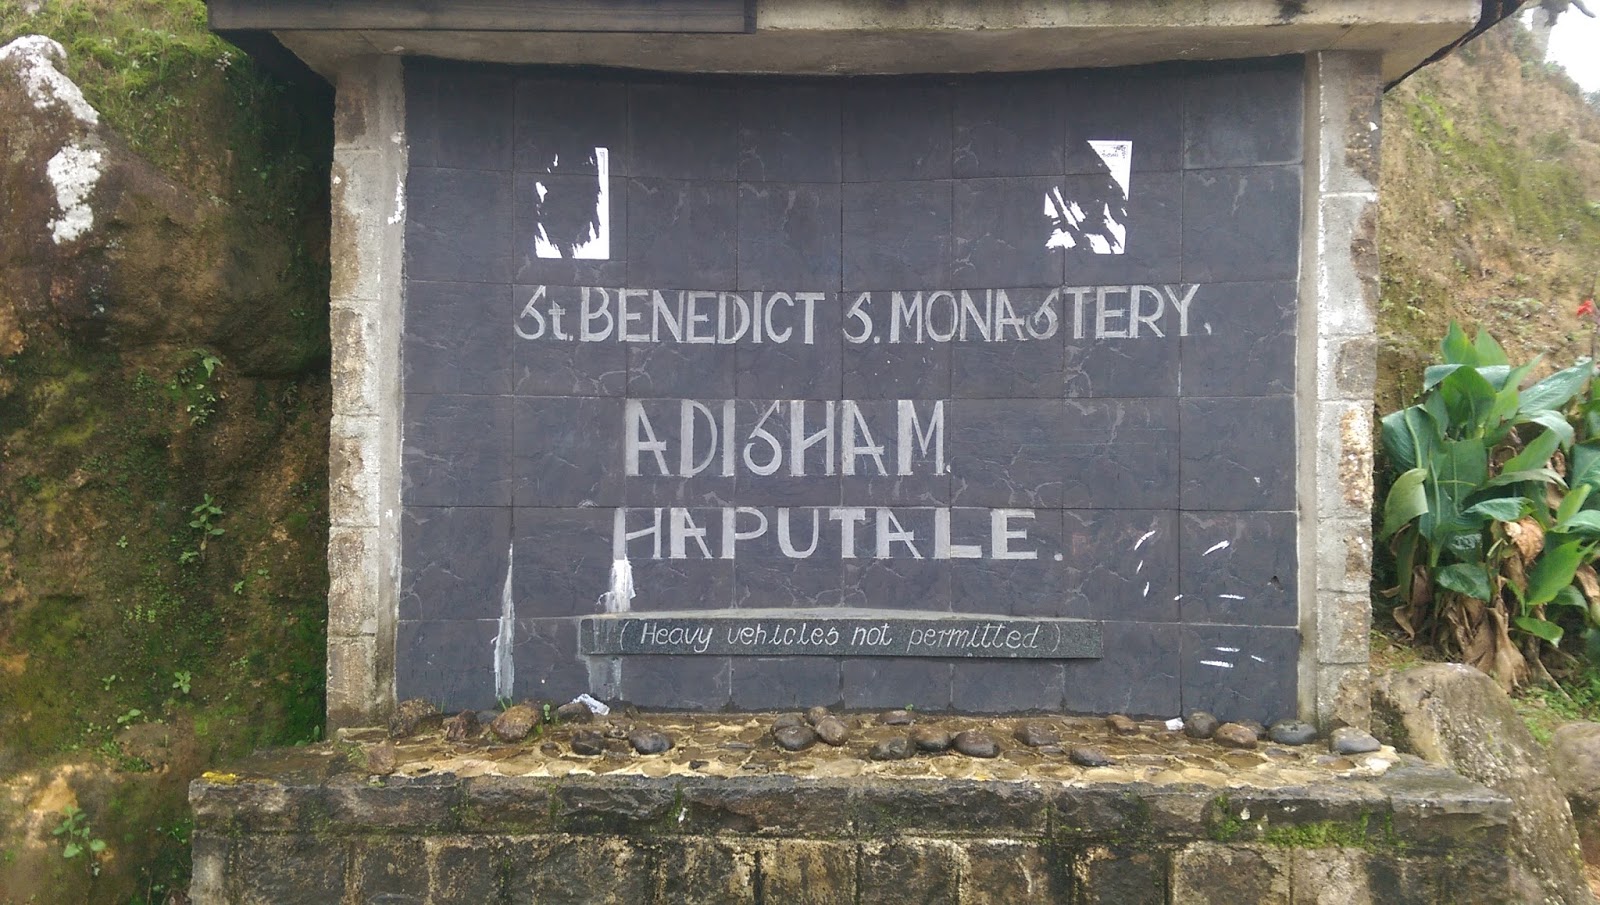 St. BENEDICT S. MONASTERY.
ADISHAM.
HAPUTALE.
(Heavy vehicles not permitted)